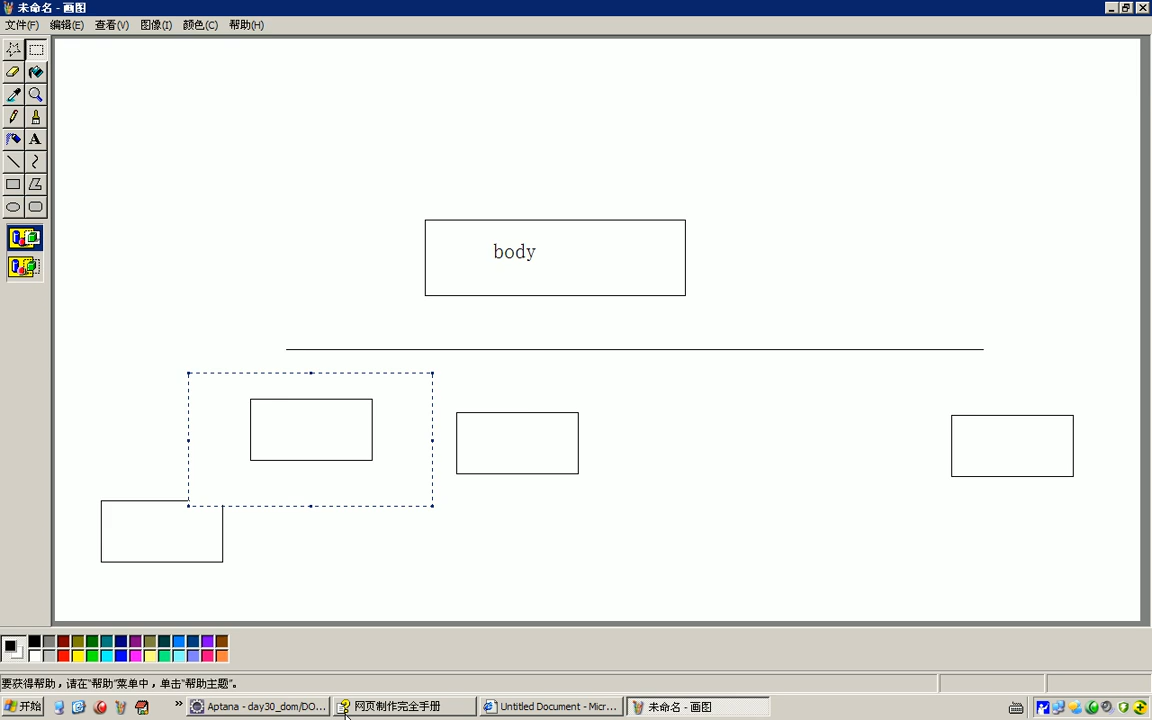 未命名 - 画图
文件(F) 编辑(E) 查看(V) 图像(I) 颜色(C) 帮助(H)
A
body
要获得帮助，请在“帮助”菜单中，单击“帮助主题”。
开始 » Aptana - day30_dom/DO... 网页制作完全手册 Untitled Document - Micr... 未命名 - 画图